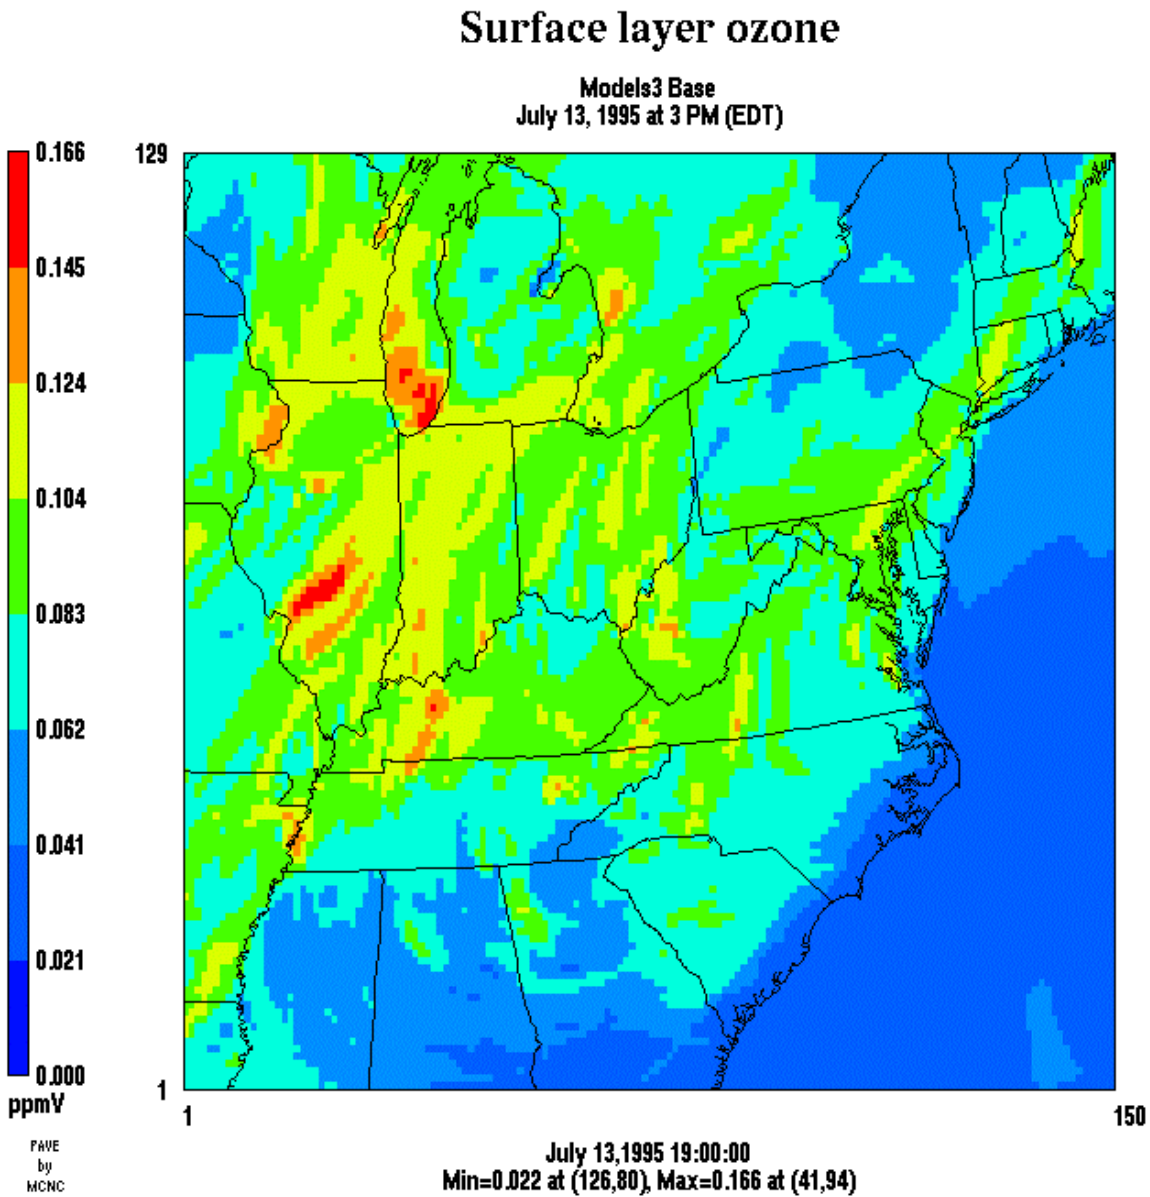 Surface layer ozone
Models3 Base
July 13, 1995 at 3 PM (EDT)
0.166
0.145
0.124
0.104
0.083
0.062
0.041
0.021
0.000
ppmV
129
1
1
150
PAVE
by
MCNC
July 13,1995 19:00:00
Min=0.022 at (126,80), Max=0.166 at (41,94)